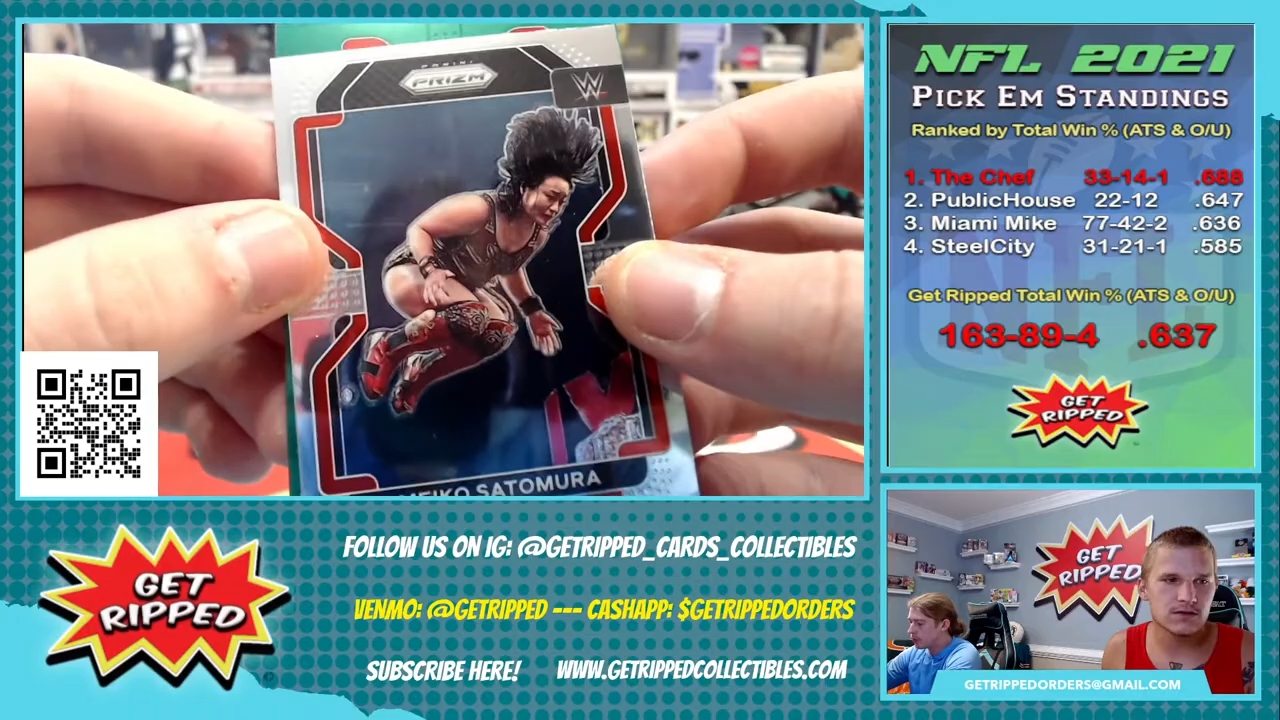 PANINI
PRIZM
W
MEIKO SATOMURA
NFL 2021
PICK EM STANDINGS
Ranked by Total Win % (ATS & O/U)
1. The Chef 33-14-1 .688
2. PublicHouse 22-12 .647
3. Miami Mike 77-42-2 .636
4. SteelCity 31-21-1 .585
Get Ripped Total Win % (ATS & O/U)
163-89-4 .637
GET
RIPPED
GET
RIPPED
FOLLOW US ON IG: @GETRIPPED_CARDS_COLLECTIBLES
VENMO: @GETRIPPED --- CASHAPP: $GETRIPPEDORDERS
SUBSCRIBE HERE! WWW.GETRIPPEDCOLLECTIBLES.COM
GET
RIPPED
GETRIPPEDORDERS@GMAIL.COM